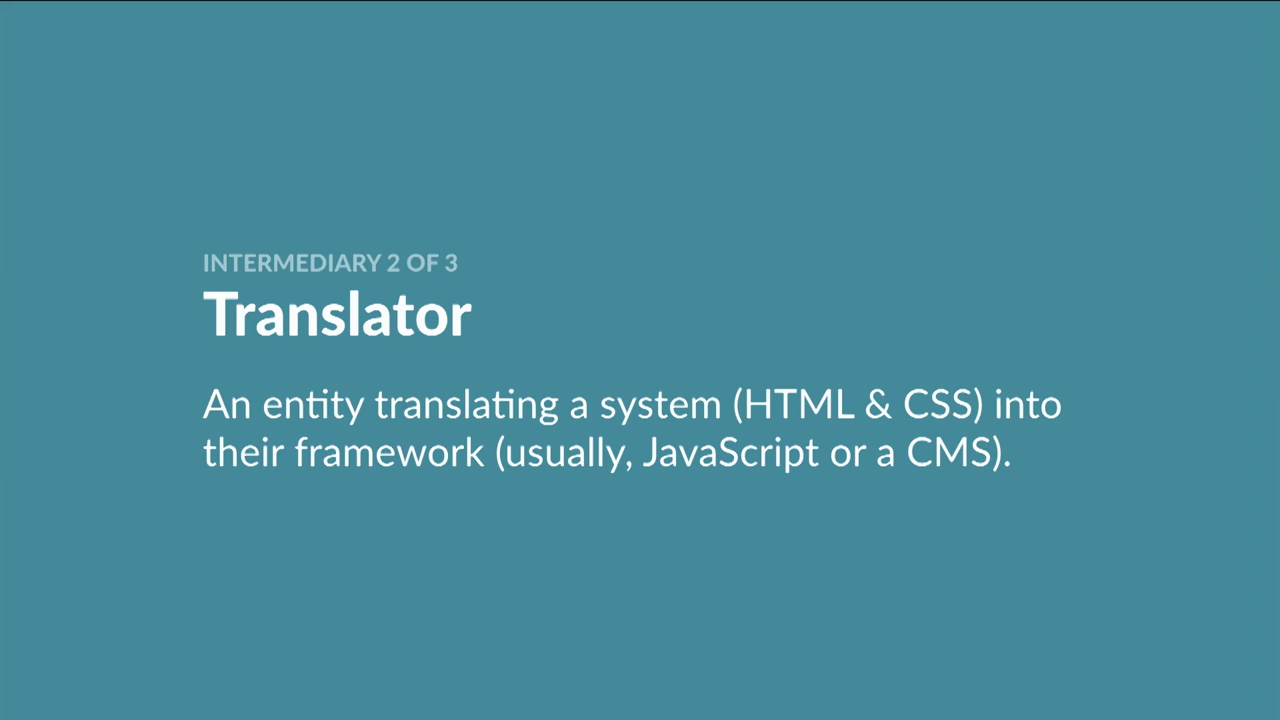 INTERMEDIARY 2 OF 3
Translator
An entity translating a system (HTML & CSS) into
their framework (usually, JavaScript or a CMS).